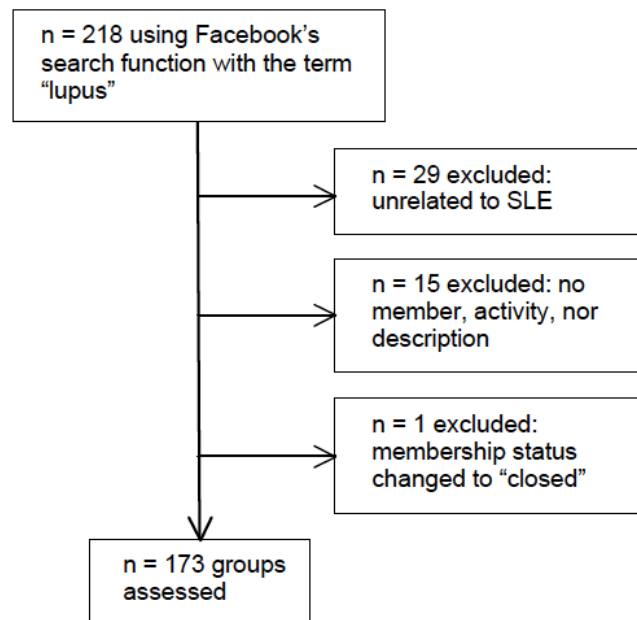 n = 218 using Facebook's
search function with the term
“lupus”
n = 29 excluded:
unrelated to SLE
n = 15 excluded: no
member, activity, nor
description
n = 1 excluded:
membership status
changed to “closed”
n = 173 groups
assessed